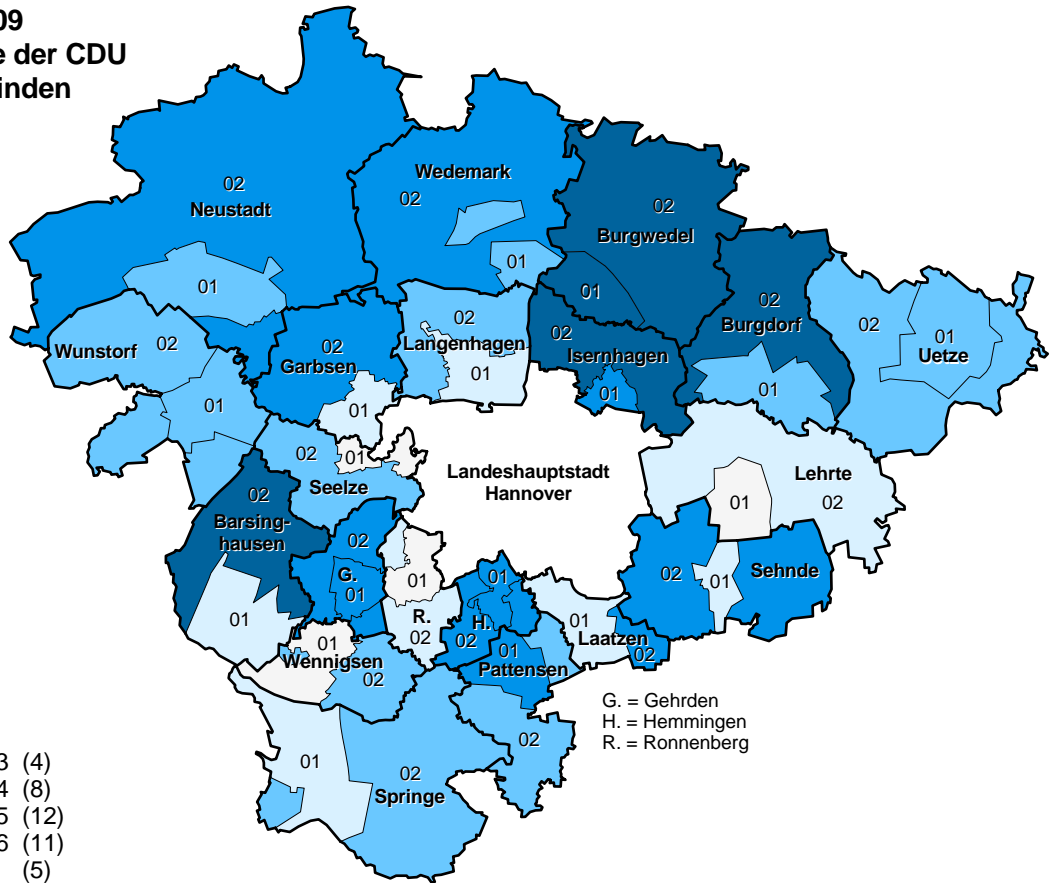 09
e der CDU
inden
02
Neustadt
01
Wedemark
02
01
02
Burgwedel
01
02
Burgdorf
01
02
01
Uetze
Wunstorf
02
01
02
Garbsen
01
02
Langenhagen
01
02
Isernhagen
01
02
01
Seelze
Landeshauptstadt
Hannover
Lehrte
01
02
02
Barsing-
hausen
01
02
G.
01
01
R.
02
01
H.
02
01
Pattensen
02
01
Laatzen
02
02
01
Sehnde
01
Wennigsen
02
01
02
Springe
G. = Gehrden
H. = Hemmingen
R. = Ronnenberg
3 (4)
4 (8)
5 (12)
6 (11)
(5)